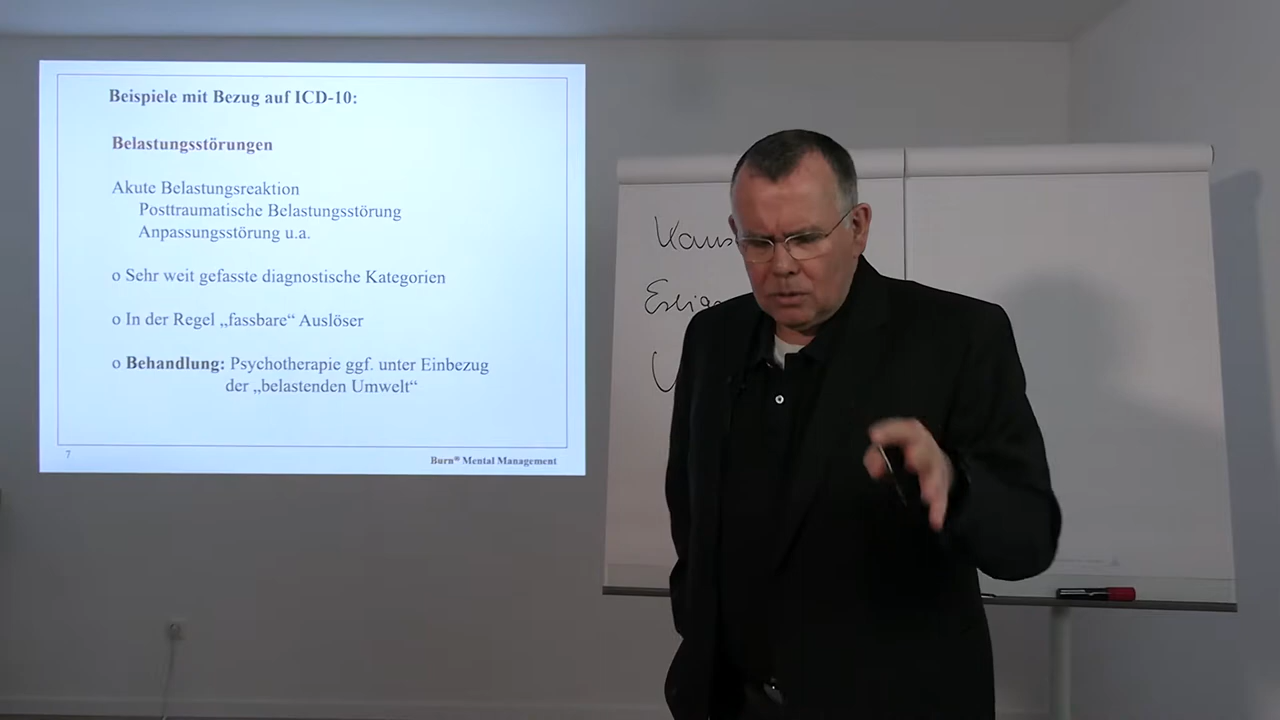 Beispiele mit Bezug auf ICD-10:
Belastungsstörungen
Akute Belastungsreaktion
Posttraumatische Belastungsstörung
Anpassungsstörung u.a.
o Sehr weit gefasste diagnostische Kategorien
o In der Regel „fassbare“ Auslöser
o Behandlung: Psychotherapie ggf. unter Einbezug
der „belastenden Umwelt“
7
Burn® Mental Management